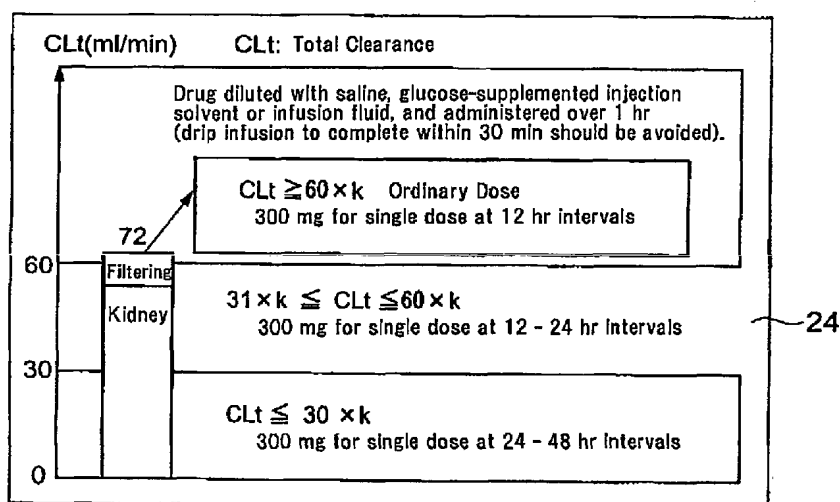 CLt(ml/min) CLt: Total Clearance
Drug diluted with saline, glucose-supplemented injection
solvent or infusion fluid, and administered over 1 hr
(drip infusion to complete within 30 min should be avoided).
CLt ≧60×k Ordinary Dose
300 mg for single dose at 12 hr intervals
72
60
Filtering
Kidney
31×k ≦ CLt ≦60×k
300 mg for single dose at 12 - 24 hr intervals
24
30
CLt ≦ 30 ×k
300 mg for single dose at 24 - 48 hr intervals
0